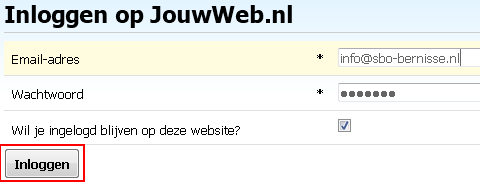 Inloggen op JouwWeb.nl
Email-adres * info@sbo-bernisse.nl
Wachtwoord * ●●●●●●●
Wil je ingelogd blijven op deze website?
Inloggen